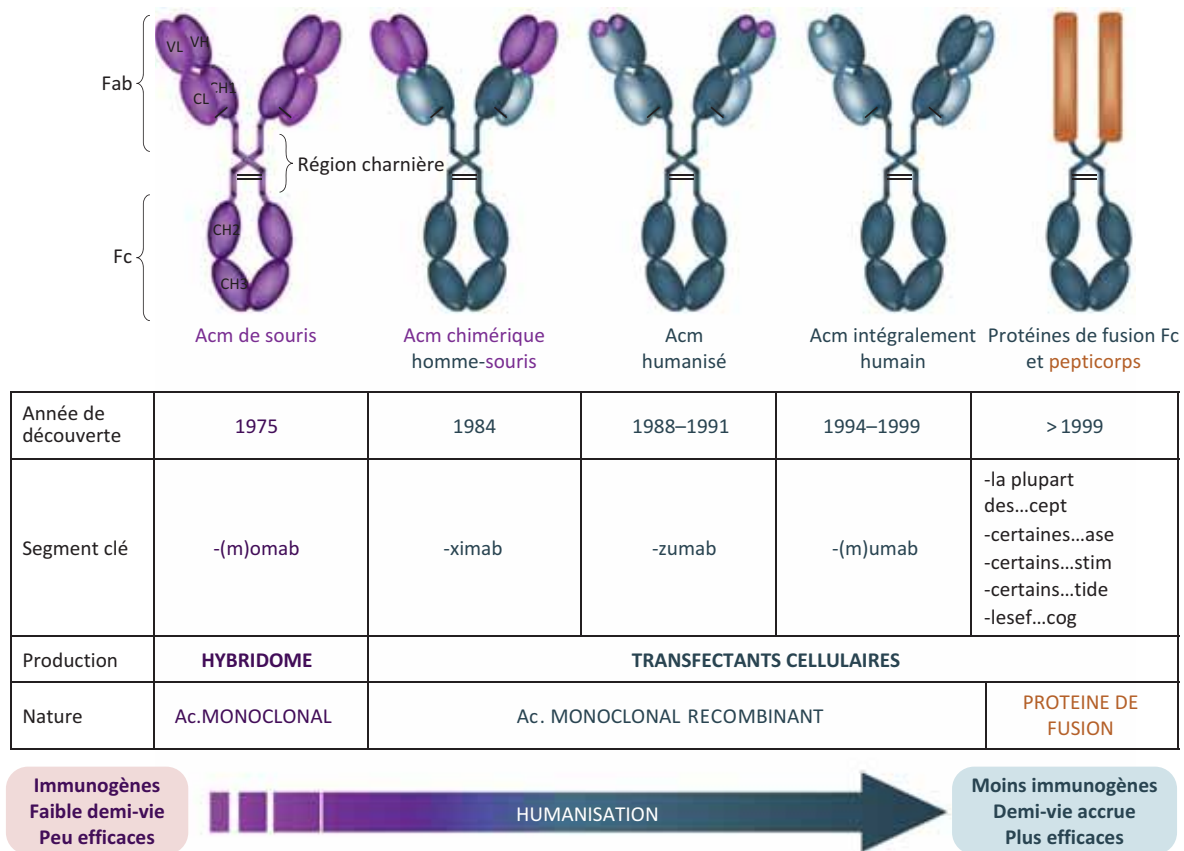 VL
VH
Fab
CH1
CL
Région charnière
CH2
Fc
CH3
Acm de souris
Acm chimérique
homme-souris
Acm
humanisé
Acm intégralement
humain
Protéines de fusion Fc
et pepticorps
Année de
découverte
1975
1984
1988–1991
1994–1999
> 1999
Segment clé
-(m)omab
-ximab
-zumab
-(m)umab
-la plupart
des...cept
-certaines...ase
-certains...stim
-certains...tide
-lesef...cog
Production
HYBRIDOME
TRANSFECTANTS CELLULAIRES
Nature
Ac.MONOCLONAL
Ac. MONOCLONAL RECOMBINANT
PROTEINE DE
FUSION
Immunogènes
Faible demi-vie
Peu efficaces
HUMANISATION
Moins immunogènes
Demi-vie accrue
Plus efficaces